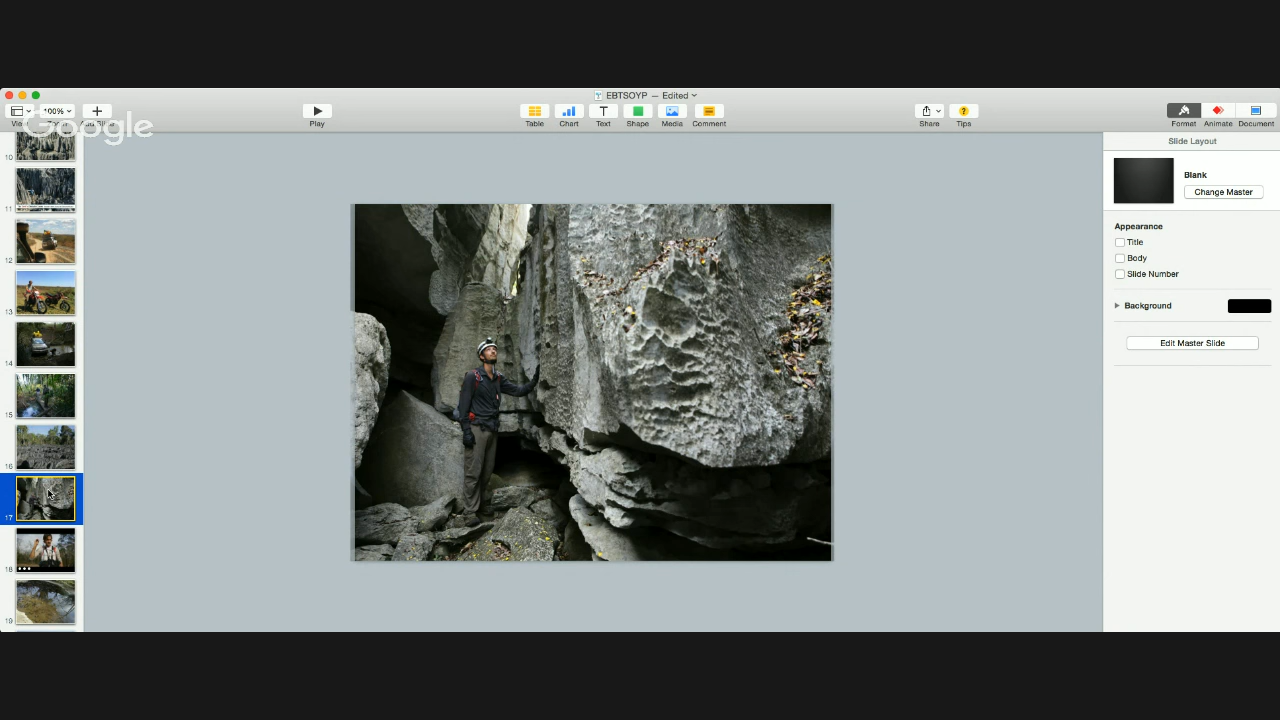 EBTSOYP — Edited
100%
Play
Table
Chart
Text
Shape
Media
Comment
Share
Tips
Format
Animate
Document
Google
Slide Layout
Blank
Change Master
Appearance
Title
Body
Slide Number
Background
Edit Master Slide
10
11
12
13
14
15
16
17
18
19